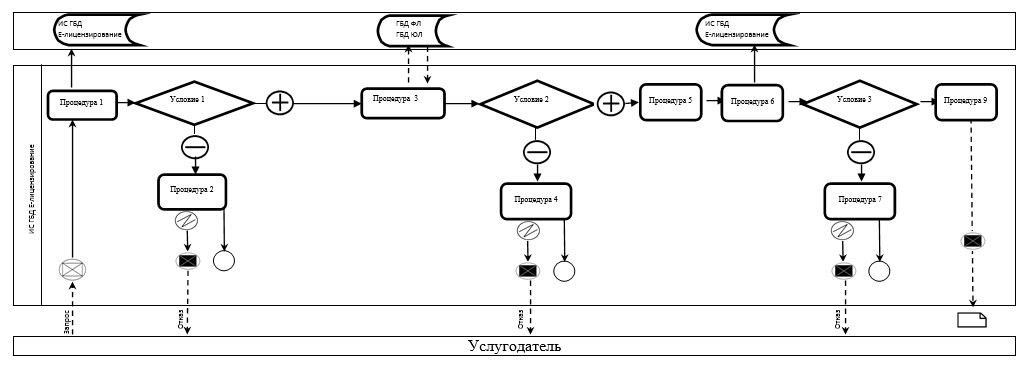 ИС ГБД
Е-лицензирование
ГБД ФЛ
ГБД ЮЛ
ИС ГБД
Е-лицензирование
ИС ГБД Е-лицензирование
Процедура 1
Условие 1
Процедура 3
Условие 2
Процедура 5
Процедура 6
Условие 3
Процедура 9
Процедура 2
Процедура 4
Процедура 7
Запрос
Отказ
Отказ
Отказ
Услугодатель